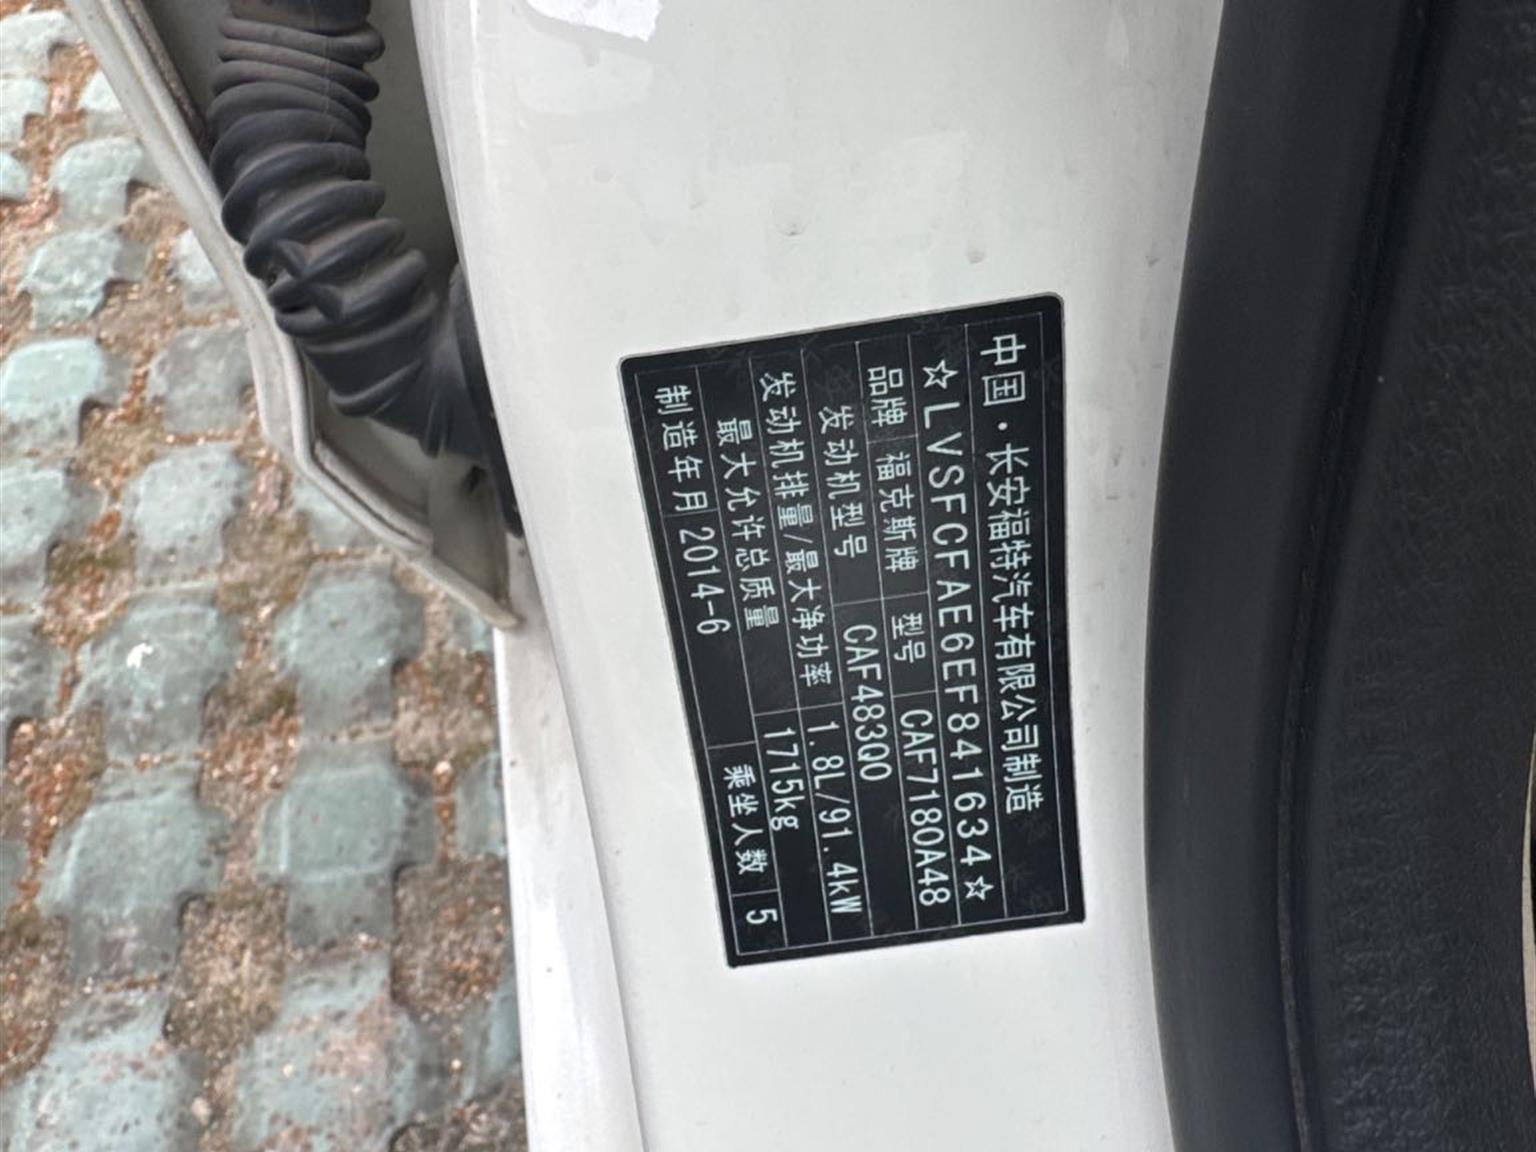 中国·长安福特汽车有限公司制造
☆LVSFCFAE6EF841634☆
品牌 福克斯牌 型号 CAF7180A48
发动机型号 CAF483Q0
发动机排量/最大净功率 1.8L/91.4kW
最大允许总质量 1715kg
制造年月 2014-6 乘坐人数 5